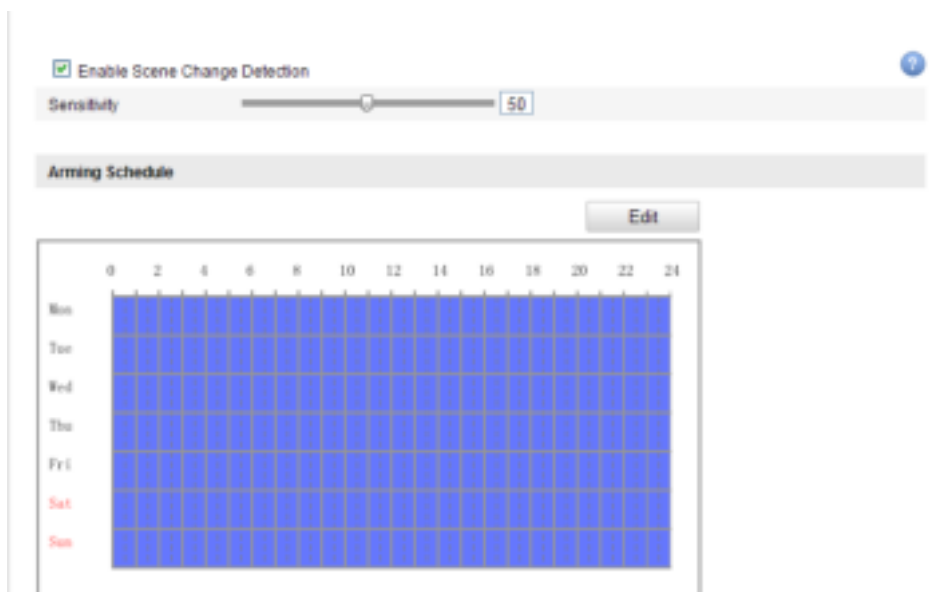 Enable Scene Change Detection
?
Sensitivity 50
Arming Schedule
Edit
0 2 4 6 8 10 12 14 16 18 20 22 24
Mon
Tue
Wed
Thu
Fri
Sat
Sun